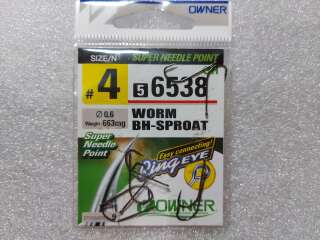 OWNER
SIZE/N°
SUPER NEEDLE POINT
#4
5 6538
Ø 0.6
Weight 663mg
WORM
BH-SPROAT
Super
Needle
Point
Easy connecting!
Ring EYE
OWNER